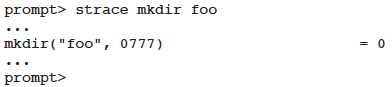 prompt> strace mkdir foo
...
mkdir("foo", 0777) = 0
...
prompt>